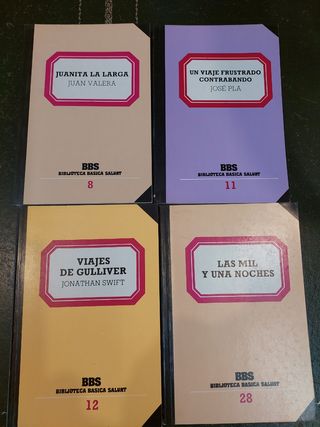 JUANITA LA LARGA
JUAN VALERA
BBS
BIBLIOTECA BASICA SALVAT
8
UN VIAJE FRUSTRADO
CONTRABANDO
JOSÉ PLA
BBS
BIBLIOTECA BASICA SALVAT
11
VIAJES
DE GULLIVER
JONATHAN SWIFT
BBS
BIBLIOTECA BASICA SALVAT
12
LAS MIL
Y UNA NOCHES
BBS
BIBLIOTECA BASICA SALVAT
28